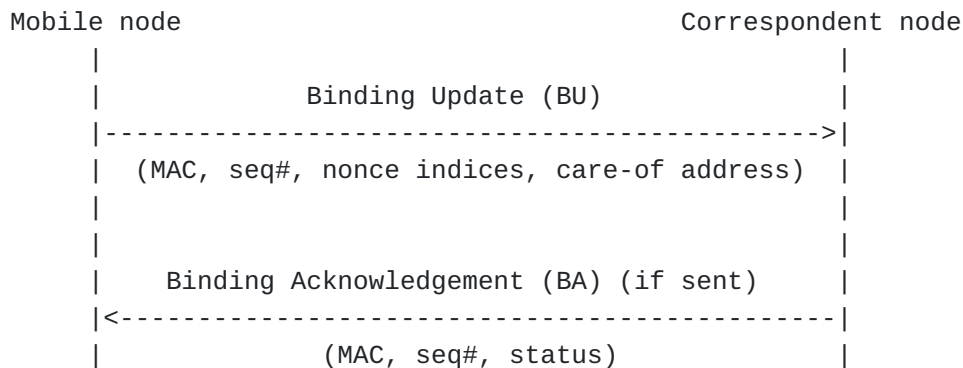 Mobile node                                Correspondent node
     |                                               |
     |             Binding Update (BU)               |
     |---------------------------------------------->|
     |  (MAC, seq#, nonce indices, care-of address)  |
     |                                               |
     |                                               |
     |    Binding Acknowledgement (BA) (if sent)     |
     |<----------------------------------------------|
     |              (MAC, seq#, status)              |